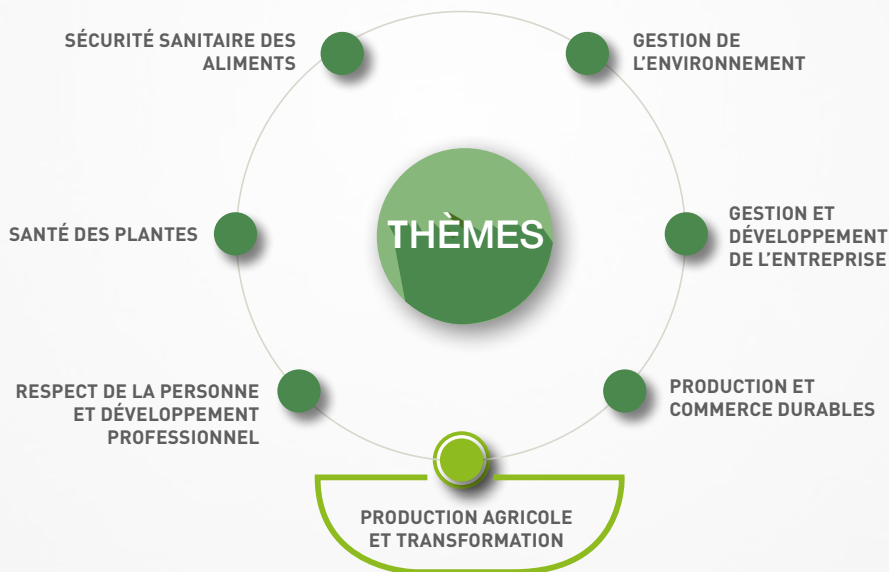 SÉCURITÉ SANITAIRE DES
ALIMENTS
GESTION DE
L'ENVIRONNEMENT
THÈMES
SANTÉ DES PLANTES
GESTION ET
DÉVELOPPEMENT
DE L'ENTREPRISE
RESPECT DE LA PERSONNE
ET DÉVELOPPEMENT
PROFESSIONNEL
PRODUCTION ET
COMMERCE DURABLES
PRODUCTION AGRICOLE
ET TRANSFORMATION